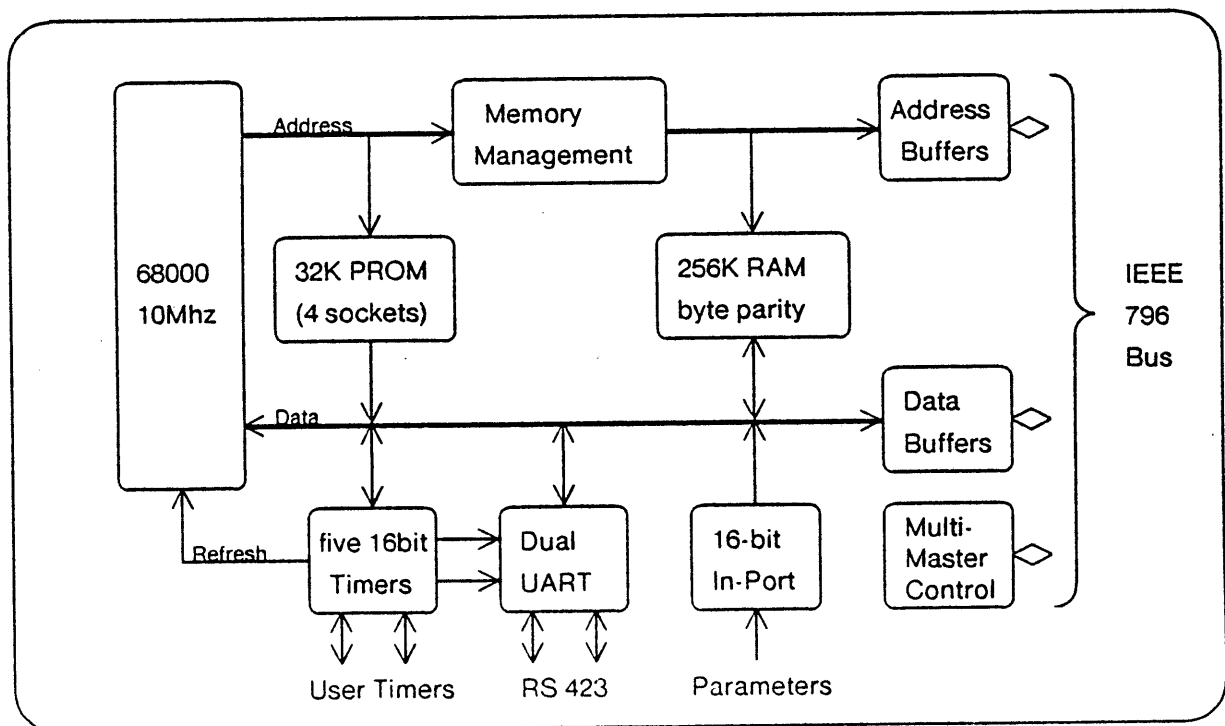 Address
Memory
Management
Address
Buffers
68000
10Mhz
32K PROM
(4 sockets)
256K RAM
byte parity
IEEE
796
Bus
Data
Data
Buffers
Refresh
five 16bit
Timers
Dual
UART
16-bit
In-Port
Multi-
Master
Control
User Timers
RS 423
Parameters